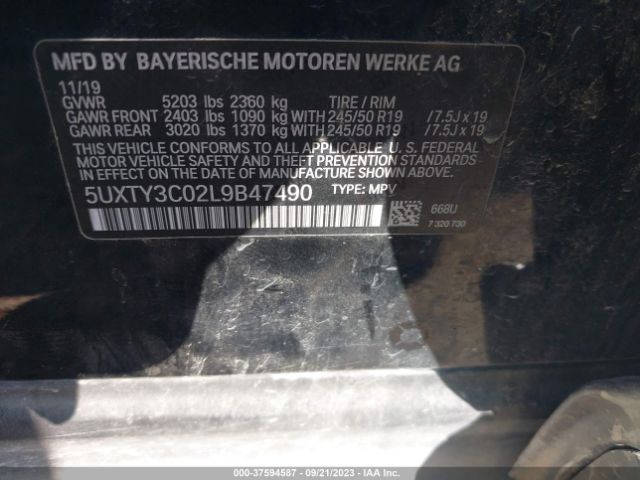 MFD BY BAYERISCHE MOTOREN WERKE AG
11/19
GVWR 5203 lbs 2360 kg TIRE / RIM
GAWR FRONT 2403 lbs 1090 kg WITH 245/50 R19 / 7.5J x 19
GAWR REAR 3020 lbs 1370 kg WITH 245/50 R19 / 7.5J x 19
THIS VEHICLE CONFORMS TO ALL APPLICABLE U. S. FEDERAL
MOTOR VEHICLE SAFETY AND THEFT PREVENTION STANDARDS
IN EFFECT ON THE DATE OF MANUFACTURE SHOWN ABOVE.
5UXTY3C02L9B47490 TYPE: MPV
668U
7 320 730
000-37594587 - 09/21/2023 - IAA Inc.